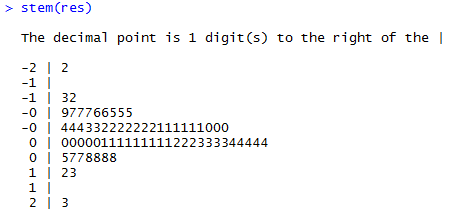 > stem(res)
The decimal point is 1 digit(s) to the right of the |
-2 | 2
-1 |
-1 | 32
-0 | 977766555
-0 | 444332222222111111000
0 | 00000111111111222333344444
0 | 5778888
1 | 23
1 |
2 | 3